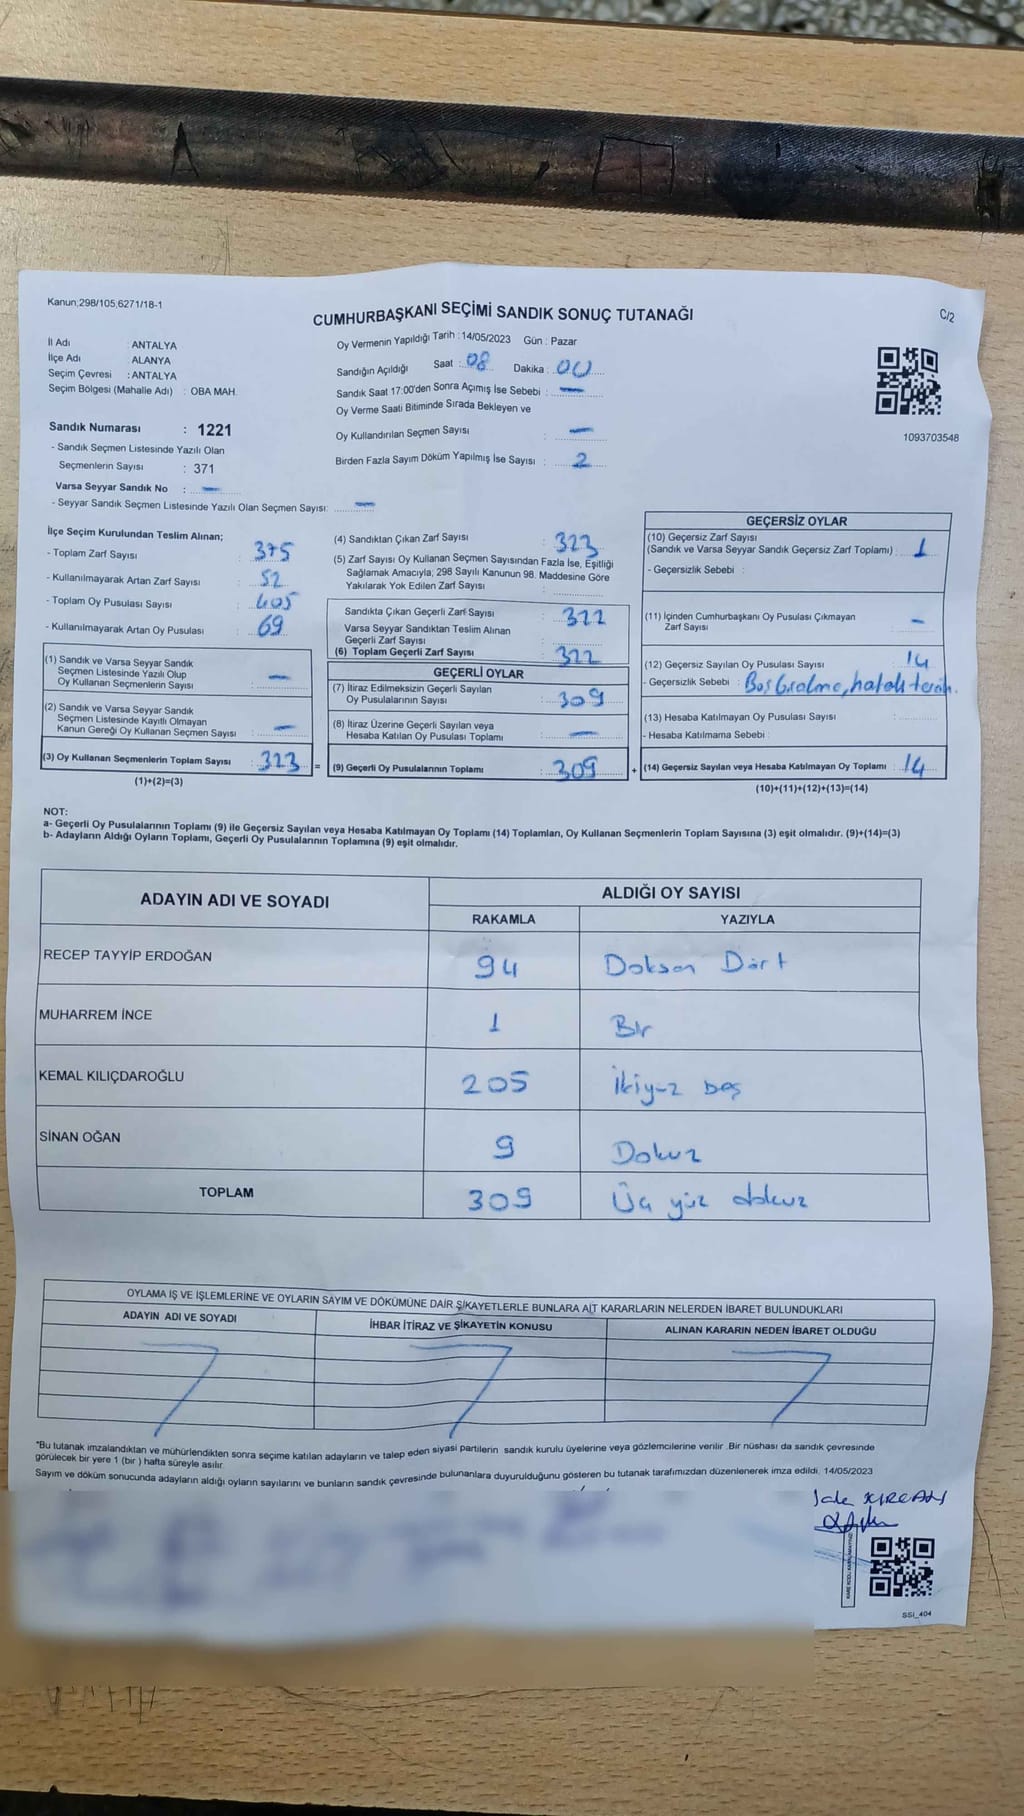 Kanun;298/105;6271/18-1
CUMHURBAŞKANI SEÇİMİ SANDIK SONUÇ TUTANAĞI
C/2
İl Adı : ANTALYA
İlçe Adı : ALANYA
Seçim Çevresi : ANTALYA
Seçim Bölgesi (Mahalle Adı) : OBA MAH.
Oy Vermenin Yapıldığı Tarih : 14/05/2023 Gün : Pazar
Sandığın Açıldığı Saat : 08 Dakika : 00
Sandık Saat 17:00'den Sonra Açımış İse Sebebi : —
Oy Verme Saati Bitiminde Sırada Bekleyen ve
Oy Kullandırılan Seçmen Sayısı : —
Birden Fazla Sayım Döküm Yapılmış İse Sayısı : 2
1093703548
Sandık Numarası : 1221
- Sandık Seçmen Listesinde Yazılı Olan
Seçmenlerin Sayısı : 371
Varsa Seyyar Sandık No : —
- Seyyar Sandık Seçmen Listesinde Yazılı Olan Seçmen Sayısı: —
İlçe Seçim Kurulundan Teslim Alınan;
- Toplam Zarf Sayısı : 375
- Kullanılmayarak Artan Zarf Sayısı : 52
- Toplam Oy Pusulası Sayısı : 405
- Kullanılmayarak Artan Oy Pusulası : 69
(1) Sandık ve Varsa Seyyar Sandık
Seçmen Listesinde Yazılı Olup
Oy Kullanan Seçmenlerin Sayısı : —
(2) Sandık ve Varsa Seyyar Sandık
Seçmen Listesinde Kayıtlı Olmayan
Kanun Gereği Oy Kullanan Seçmen Sayısı : —
(3) Oy Kullanan Seçmenlerin Toplam Sayısı : 323
(1)+(2)=(3)
=
(4) Sandıktan Çıkan Zarf Sayısı : 323
(5) Zarf Sayısı Oy Kullanan Seçmen Sayısından Fazla İse, Eşitliği
Sağlamak Amacıyla; 298 Sayılı Kanunun 98. Maddesine Göre
Yakılarak Yok Edilen Zarf Sayısı :
Sandıkta Çıkan Geçerli Zarf Sayısı : 322
Varsa Seyyar Sandıktan Teslim Alınan
Geçerli Zarf Sayısı :
(6) Toplam Geçerli Zarf Sayısı : 322
GEÇERLİ OYLAR
(7) İtiraz Edilmeksizin Geçerli Sayılan
Oy Pusulalarının Sayısı : 309
(8) İtiraz Üzerine Geçerli Sayılan veya
Hesaba Katılan Oy Pusulası Toplamı : —
(9) Geçerli Oy Pusulalarının Toplamı : 309
+
GEÇERSİZ OYLAR
(10) Geçersiz Zarf Sayısı
(Sandık ve Varsa Seyyar Sandık Geçersiz Zarf Toplamı) : 1
- Geçersizlik Sebebi :
(11) İçinden Cumhurbaşkanı Oy Pusulası Çıkmayan
Zarf Sayısı : —
(12) Geçersiz Sayılan Oy Pusulası Sayısı : 14
- Geçersizlik Sebebi :
(13) Hesaba Katılmayan Oy Pusulası Sayısı :
- Hesaba Katılmama Sebebi :
(14) Geçersiz Sayılan veya Hesaba Katılmayan Oy Toplamı : 14
(10)+(11)+(12)+(13)=(14)
NOT:
a- Geçerli Oy Pusulalarının Toplamı (9) ile Geçersiz Sayılan veya Hesaba Katılmayan Oy Toplamı (14) Toplamları, Oy Kullanan Seçmenlerin Toplam Sayısına (3) eşit olmalıdır. (9)+(14)=(3)
b- Adayların Aldığı Oyların Toplamı, Geçerli Oy Pusulalarının Toplamına (9) eşit olmalıdır.
ADAYIN ADI VE SOYADI ALDIĞI OY SAYISI
RAKAMLA YAZIYLA
RECEP TAYYİP ERDOĞAN 94 Doksan Dört
MUHARREM İNCE 1 Bir
KEMAL KILIÇDAROĞLU 205 İkiyüz beş
SİNAN OĞAN 9 Dokuz
TOPLAM 309 Üç yüz dokuz
OYLAMA İŞ VE İŞLEMLERİNE VE OYLARIN SAYIM VE DÖKÜMÜNE DAİR ŞİKAYETLERLE BUNLARA AİT KARARLARIN NELERDEN İBARET BULUNDUKLARI
ADAYIN ADI VE SOYADI İHBAR İTİRAZ VE ŞİKAYETİN KONUSU ALINAN KARARIN NEDEN İBARET OLDUĞU
*Bu tutanak imzalandıktan ve mühürlendikten sonra seçime katılan adayların ve talep eden siyasi partilerin sandık kurulu üyelerine veya gözlemcilerine verilir .Bir nüshası da sandık çevresinde
görülecek bir yere 1 (bir ) hafta süreyle asılır.
Sayım ve döküm sonucunda adayların aldığı oyların sayılarını ve bunların sandık çevresinde bulunanlara duyurulduğunu gösteren bu tutanak tarafımızdan düzenlenerek imza edildi. 14/05/2023
SSI_404